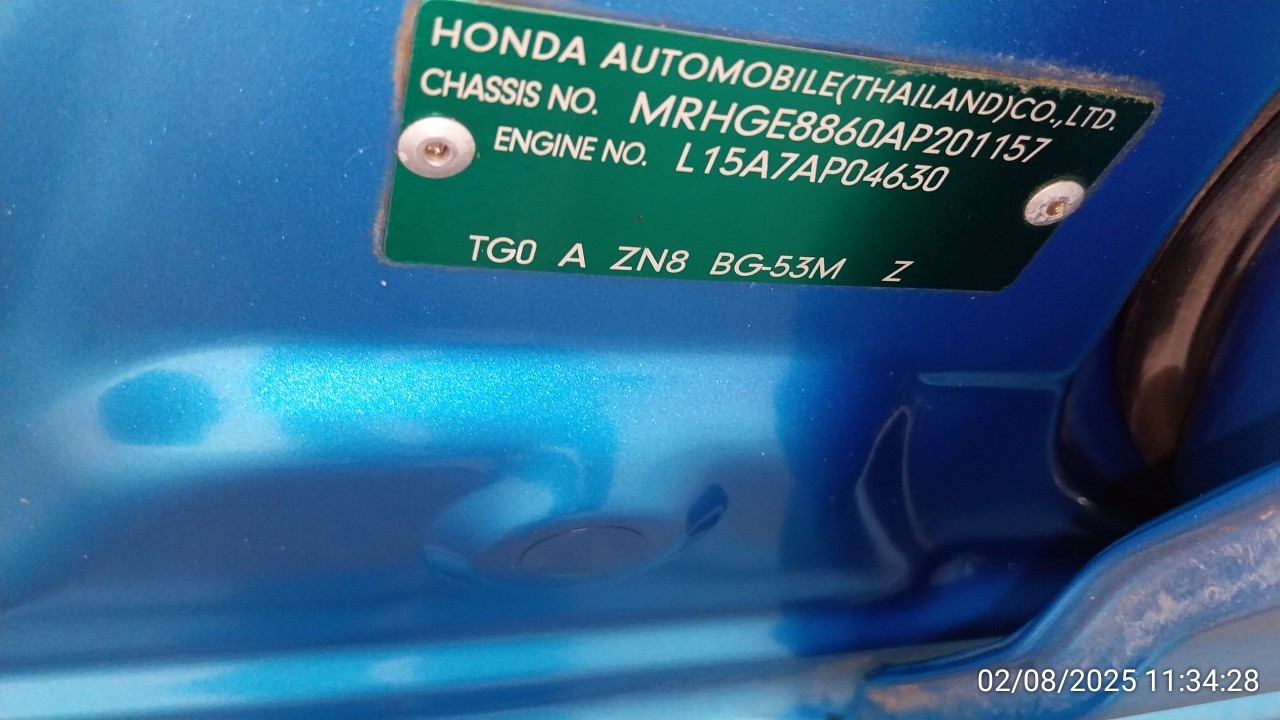 HONDA AUTOMOBILE(THAILAND)CO.,LTD.
CHASSIS NO. MRHGE8860AP201157
ENGINE NO. L15A7AP04630
TG0 A ZN8 BG-53M Z
02/08/2025 11:34:28